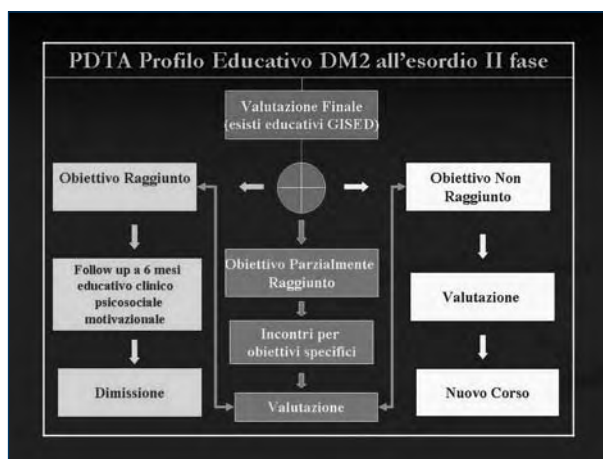 PDTA Profilo Educativo DM2 all'esordio II fase
Valutazione Finale
(esisti educativi GISED)
Obiettivo Raggiunto
Obiettivo Non
Raggiunto
Obiettivo Parzialmente
Raggiunto
Follow up a 6 mesi
educativo clinico
psicosociale
motivazionale
Valutazione
Incontri per
obiettivi specifici
Dimissione
Valutazione
Nuovo Corso